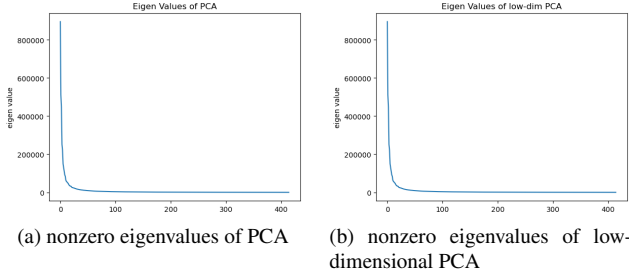 Eigen Values of PCA
800000
600000
400000
200000
0
eigen value
0 100 200 300 400
(a) nonzero eigenvalues of PCA
Eigen Values of low-dim PCA
800000
600000
400000
200000
0
eigen value
0 100 200 300 400
(b) nonzero eigenvalues of low-
dimensional PCA